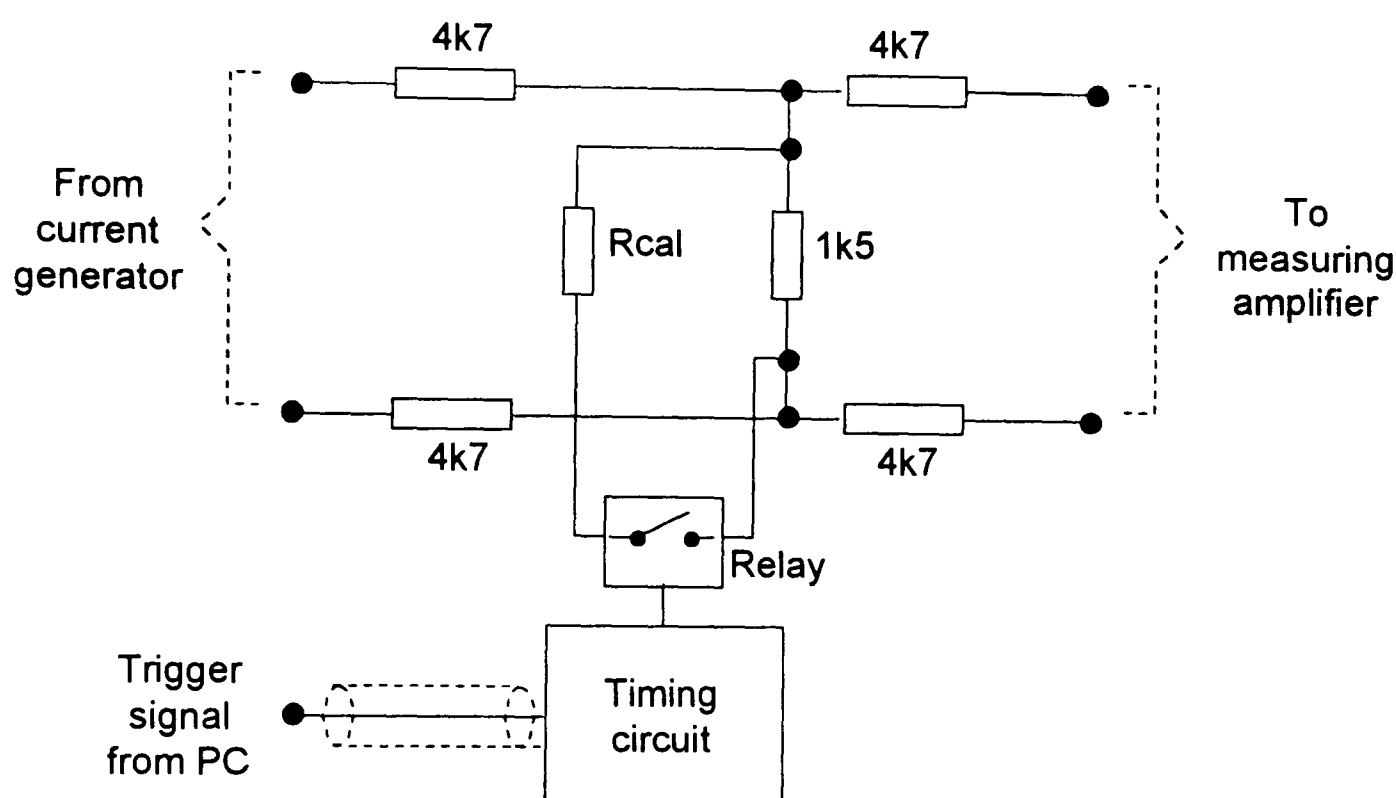 4k7
4k7
From
current
generator
Rcal
1k5
To
measuring
amplifier
4k7
4k7
Relay
Trigger
signal
from PC
Timing
circuit